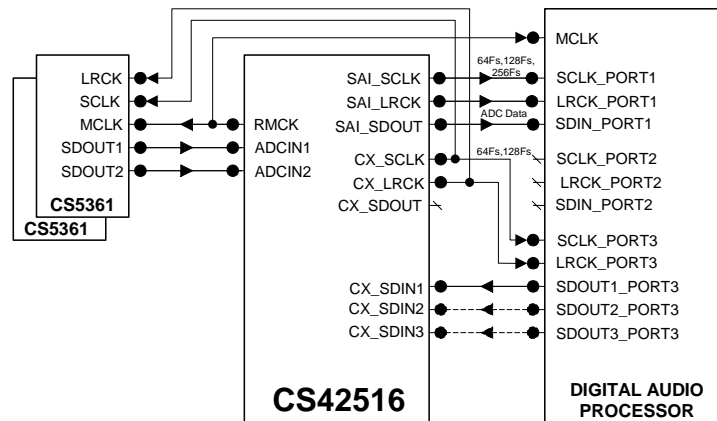 LRCK
SCLK
MCLK
SDOUT1
SDOUT2
CS5361
CS5361
RMCK
ADCIN1
ADCIN2
SAI_SCLK
SAI_LRCK
SAI_SDOUT
CX_SCLK
CX_LRCK
CX_SDOUT
CX_SDIN1
CX_SDIN2
CX_SDIN3
CS42516
64Fs,128Fs,
256Fs
ADC Data
64Fs,128Fs
MCLK
SCLK_PORT1
LRCK_PORT1
SDIN_PORT1
SCLK_PORT2
LRCK_PORT2
SDIN_PORT2
SCLK_PORT3
LRCK_PORT3
SDOUT1_PORT3
SDOUT2_PORT3
SDOUT3_PORT3
DIGITAL AUDIO
PROCESSOR